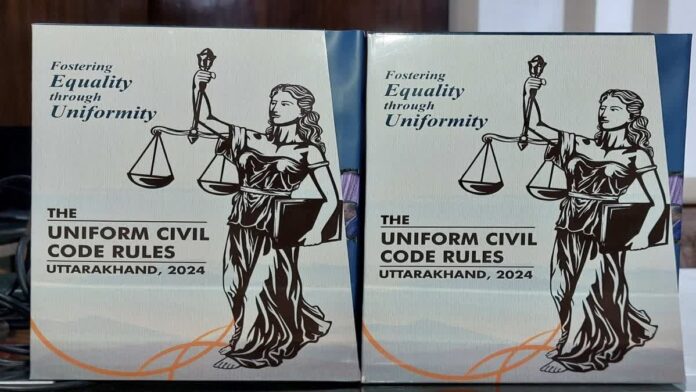 Fostering
Equality
through
Uniformity
THE
UNIFORM CIVIL
CODE RULES
UTTARAKHAND, 2024
Fostering
Equality
through
Uniformity
THE
UNIFORM CIVIL
CODE RULES
UTTARAKHAND, 2024